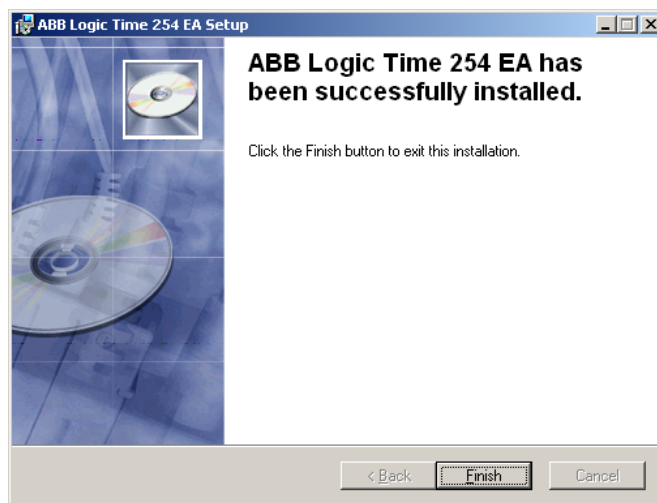 ABB Logic Time 254 EA Setup
ABB Logic Time 254 EA has
been successfully installed.
Click the Finish button to exit this installation.
< Back
Finish
Cancel